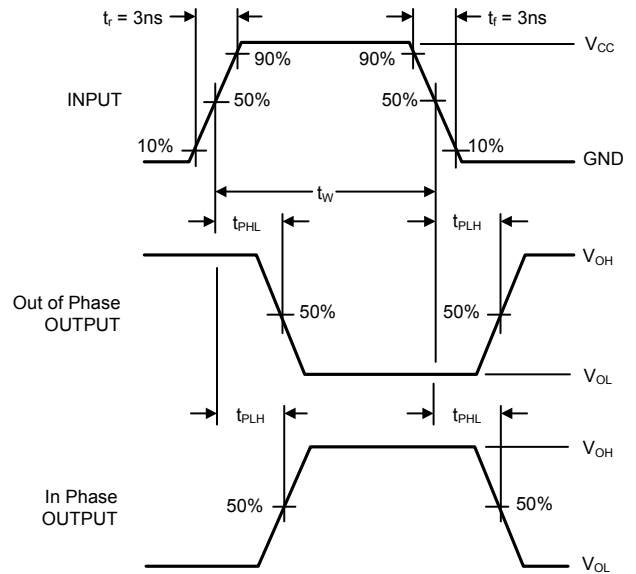 tr = 3ns
tf = 3ns
VCC
90%
90%
INPUT
50%
50%
10%
10%
GND
tW
tPHL
tPLH
VOH
Out of Phase
OUTPUT
50%
50%
VOL
tPLH
tPHL
VOH
In Phase
OUTPUT
50%
50%
VOL